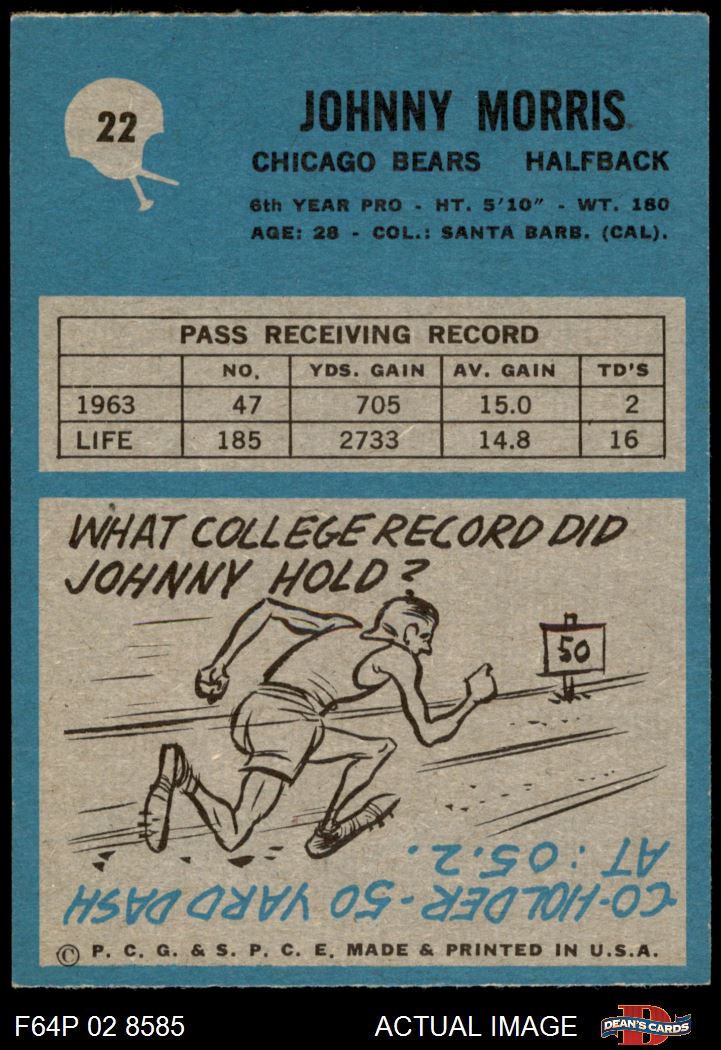 22
JOHNNY MORRIS
CHICAGO BEARS HALFBACK
6th YEAR PRO - HT. 5'10" - WT. 180
AGE: 28 - COL.: SANTA BARB. (CAL).
PASS RECEIVING RECORD
NO. YDS. GAIN AV. GAIN TD'S
1963 47 705 15.0 2
LIFE 185 2733 14.8 16
WHAT COLLEGE RECORD DID
JOHNNY HOLD?
50
CO-HOLDER-50 YARD DASH
AT :05.2.
© P. C. G. & S. P. C. E. MADE & PRINTED IN U.S.A.
F64P 02 8585 ACTUAL IMAGE
D
DEAN'S CARDS